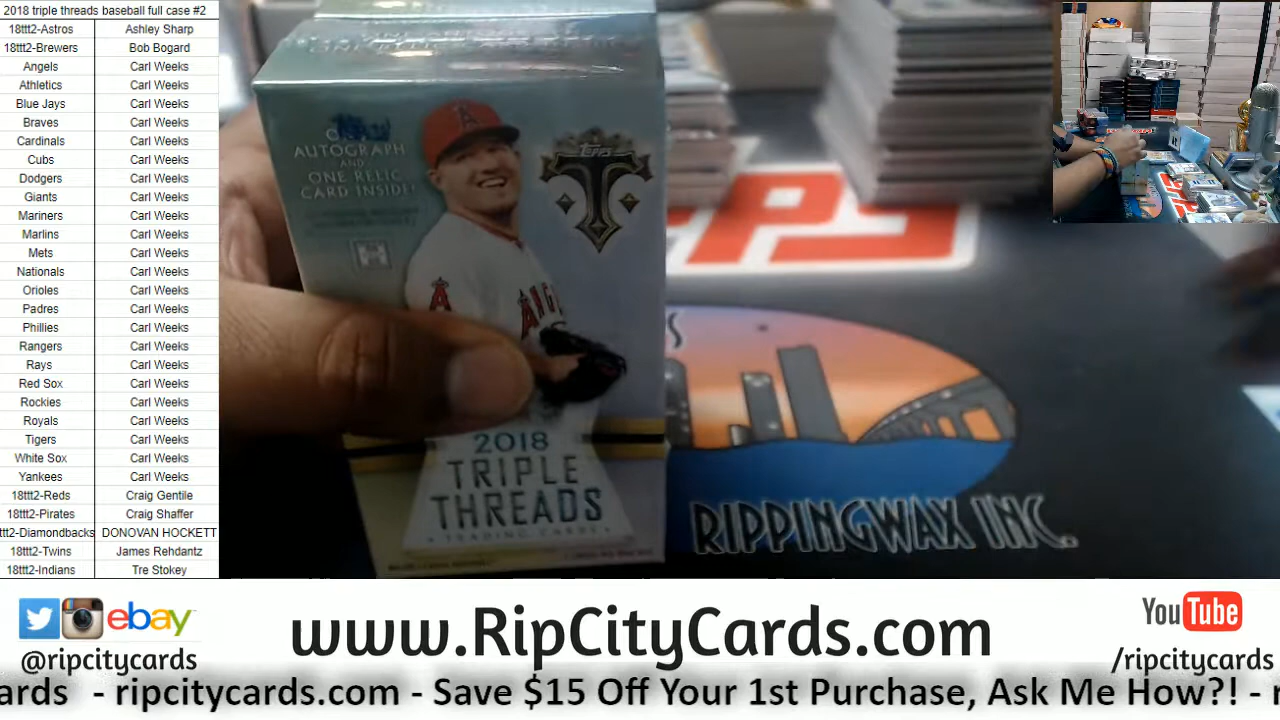 2018 triple threads baseball full case #2
18ttt2-Astros Ashley Sharp
18ttt2-Brewers Bob Bogard
Angels Carl Weeks
Athletics Carl Weeks
Blue Jays Carl Weeks
Braves Carl Weeks
Cardinals Carl Weeks
Cubs Carl Weeks
Dodgers Carl Weeks
Giants Carl Weeks
Mariners Carl Weeks
Marlins Carl Weeks
Mets Carl Weeks
Nationals Carl Weeks
Orioles Carl Weeks
Padres Carl Weeks
Phillies Carl Weeks
Rangers Carl Weeks
Rays Carl Weeks
Red Sox Carl Weeks
Rockies Carl Weeks
Royals Carl Weeks
Tigers Carl Weeks
White Sox Carl Weeks
Yankees Carl Weeks
18ttt2-Reds Craig Gentile
18ttt2-Pirates Craig Shaffer
ttt2-Diamondbacks DONOVAN HOCKETT
18ttt2-Twins James Rehdantz
18ttt2-Indians Tre Stokey
AUTOGRAPH
AND
ONE RELIC
CARD INSIDE!
TOPPS
T
A
A
ANGE
2018
TRIPLE
THREADS
TRADING CARDS
PS
S
RIPPINGWAX INC.
ebay
@ripcitycards
www.RipCityCards.com
YouTube
/ripcitycards
ards - ripcitycards.com - Save $15 Off Your 1st Purchase, Ask Me How?! - r